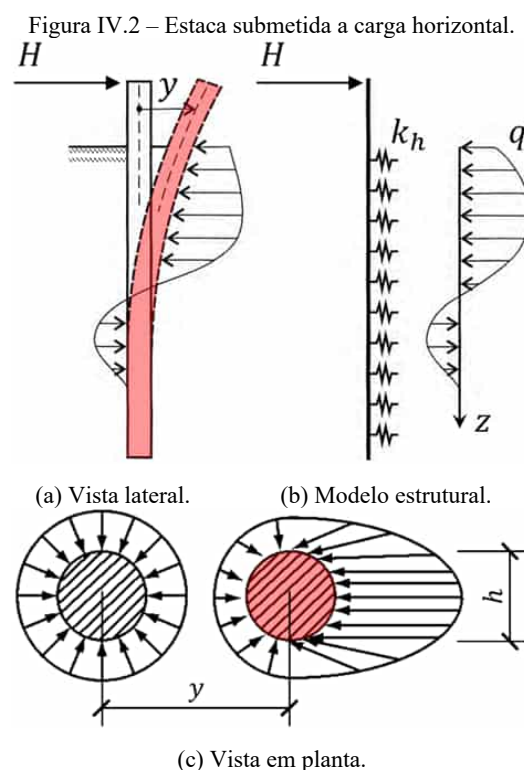 Figura IV.2 – Estaca submetida a carga horizontal.
H y H k_h q
z
(a) Vista lateral. (b) Modelo estrutural.
h
y
(c) Vista em planta.